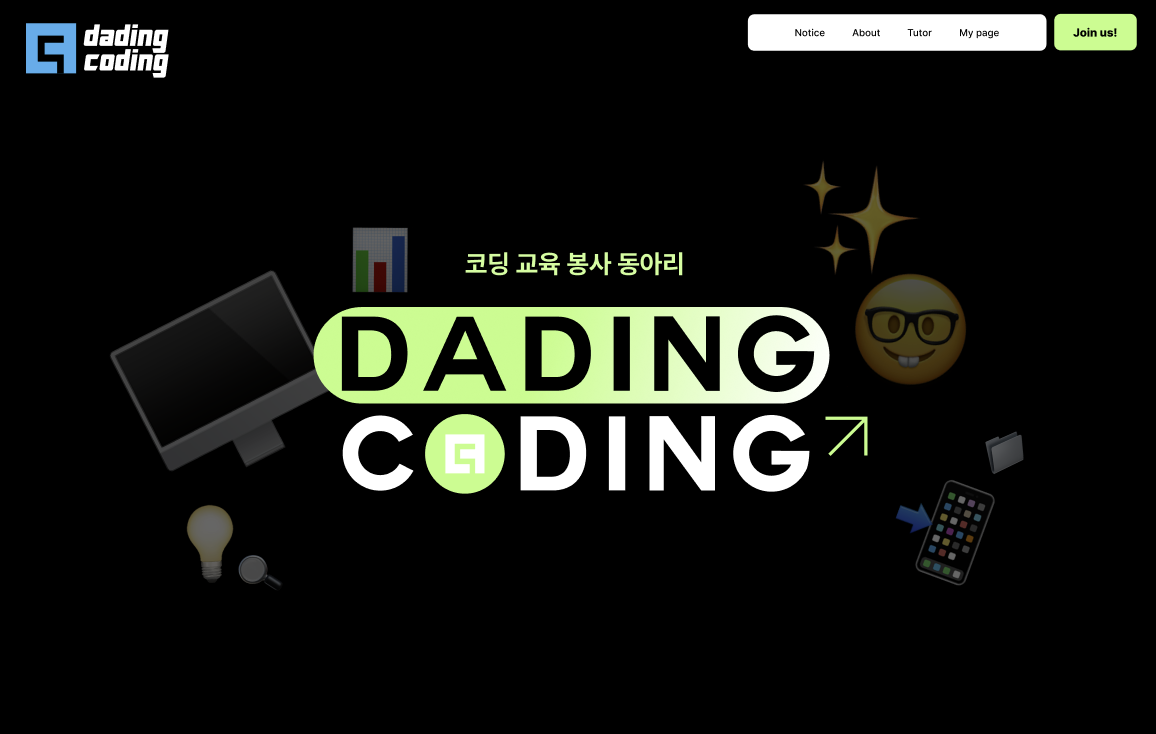 dading
coding
Notice About Tutor My page
Join us!
코딩 교육 봉사 동아리
DADING
CODING